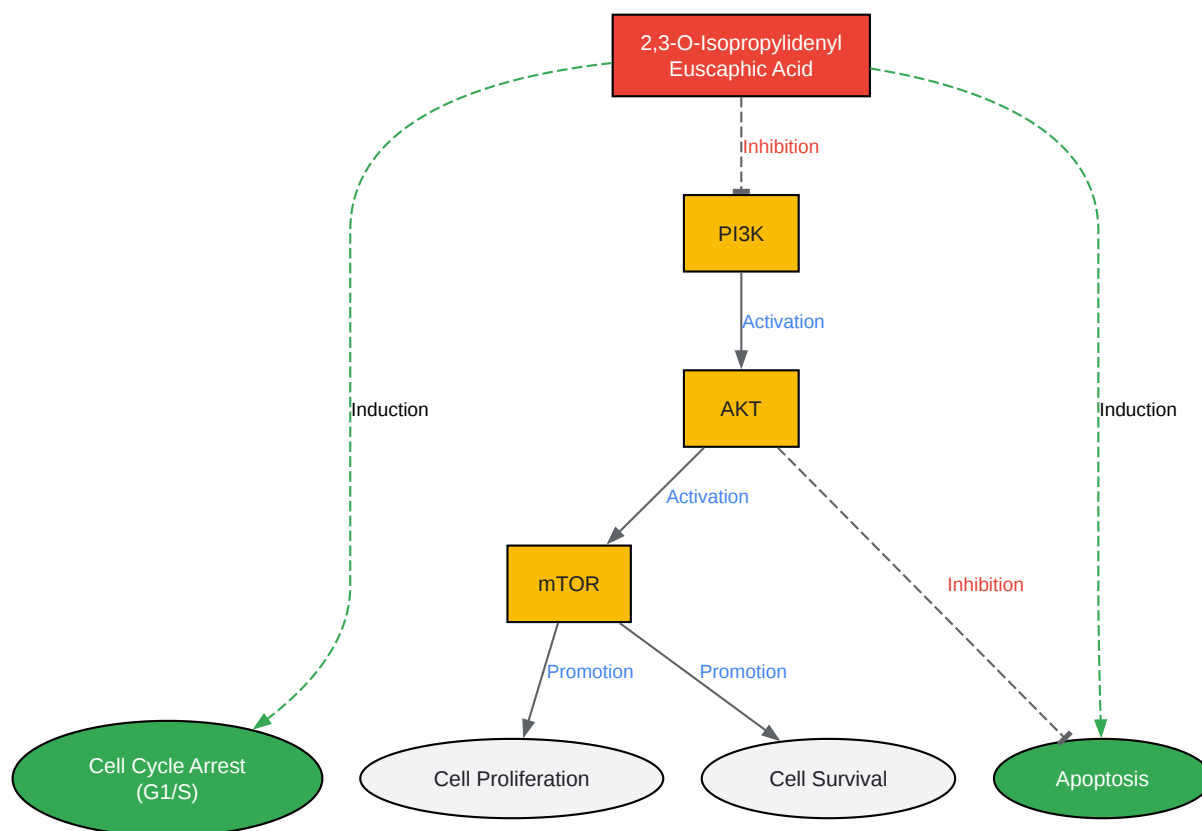 2,3-O-Isopropylidenyl
Euscaphic Acid
Inhibition
PI3K
Activation
AKT
Induction
Induction
Activation
mTOR
Inhibition
Promotion
Promotion
Cell Cycle Arrest
(G1/S)
Cell Proliferation
Cell Survival
Apoptosis